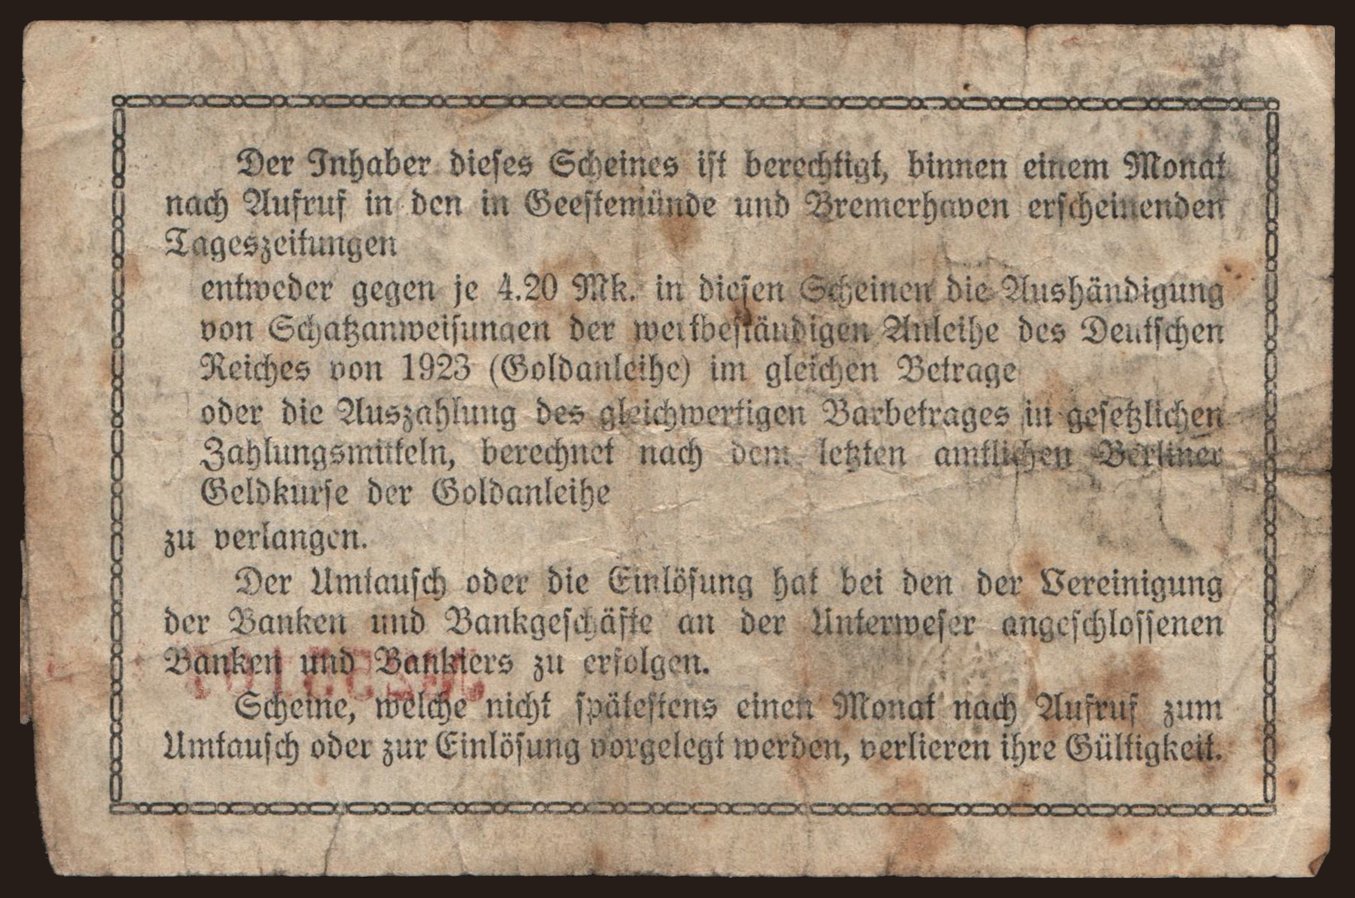 Der Inhaber dieses Scheines ist berechtigt, binnen einem Monat
nach Aufruf in den in Geestemünde und Bremerhaven erscheinenden
Tageszeitungen
entweder gegen je 4.20 Mk. in diesen Scheinen die Aushändigung
von Schatzanweisungen der wertbeständigen Anleihe des Deutschen
Reiches von 1923 (Goldanleihe) im gleichen Betrage
oder die Auszahlung des gleichwertigen Barbetrages in gesetzlichen
Zahlungsmitteln, berechnet nach dem letzten amtlichen Berliner
Geldkurse der Goldanleihe
zu verlangen.
Der Umtausch oder die Einlösung hat bei den der Vereinigung
der Banken und Bankgeschäfte an der Unterweser angeschlossenen
Banken und Bankiers zu erfolgen.
Scheine, welche nicht spätestens einen Monat nach Aufruf zum
Umtausch oder zur Einlösung vorgelegt werden, verlieren ihre Gültigkeit.